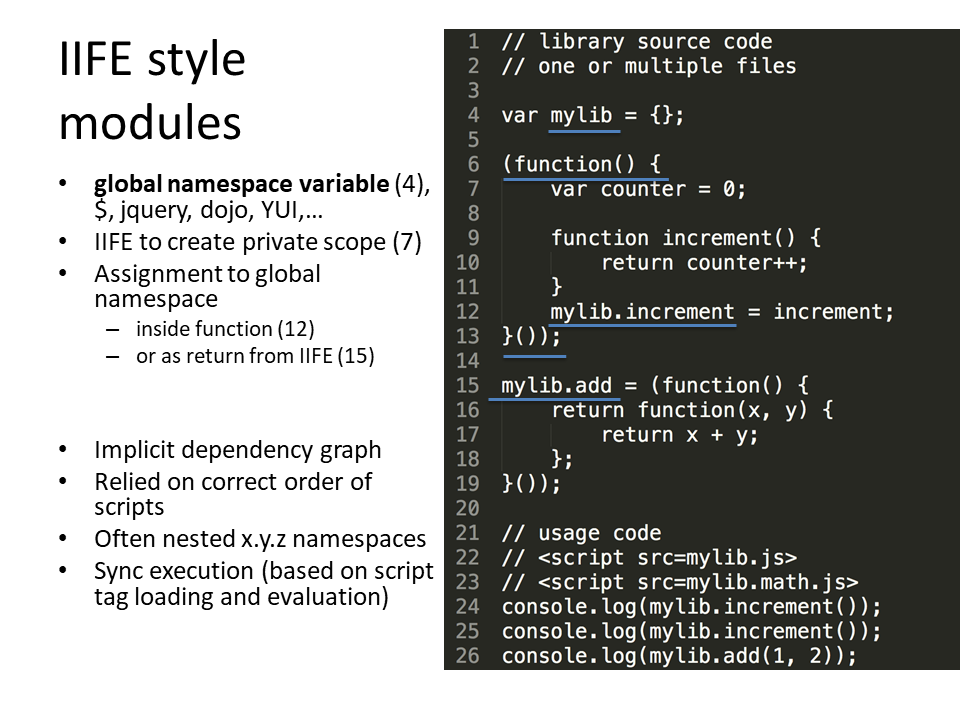 IIFE style
modules
• global namespace variable (4),
$, jquery, dojo, YUI,...
• IIFE to create private scope (7)
• Assignment to global
namespace
– inside function (12)
– or as return from IIFE (15)
• Implicit dependency graph
• Relied on correct order of
scripts
• Often nested x.y.z namespaces
• Sync execution (based on script
tag loading and evaluation)
1 // library source code
2 // one or multiple files
3
4 var mylib = {};
5
6 (function() {
7     var counter = 0;
8
9     function increment() {
10         return counter++;
11     }
12     mylib.increment = increment;
13 }());
14
15 mylib.add = (function() {
16     return function(x, y) {
17         return x + y;
18     };
19 }());
20
21 // usage code
22 // <script src=mylib.js>
23 // <script src=mylib.math.js>
24 console.log(mylib.increment());
25 console.log(mylib.increment());
26 console.log(mylib.add(1, 2));